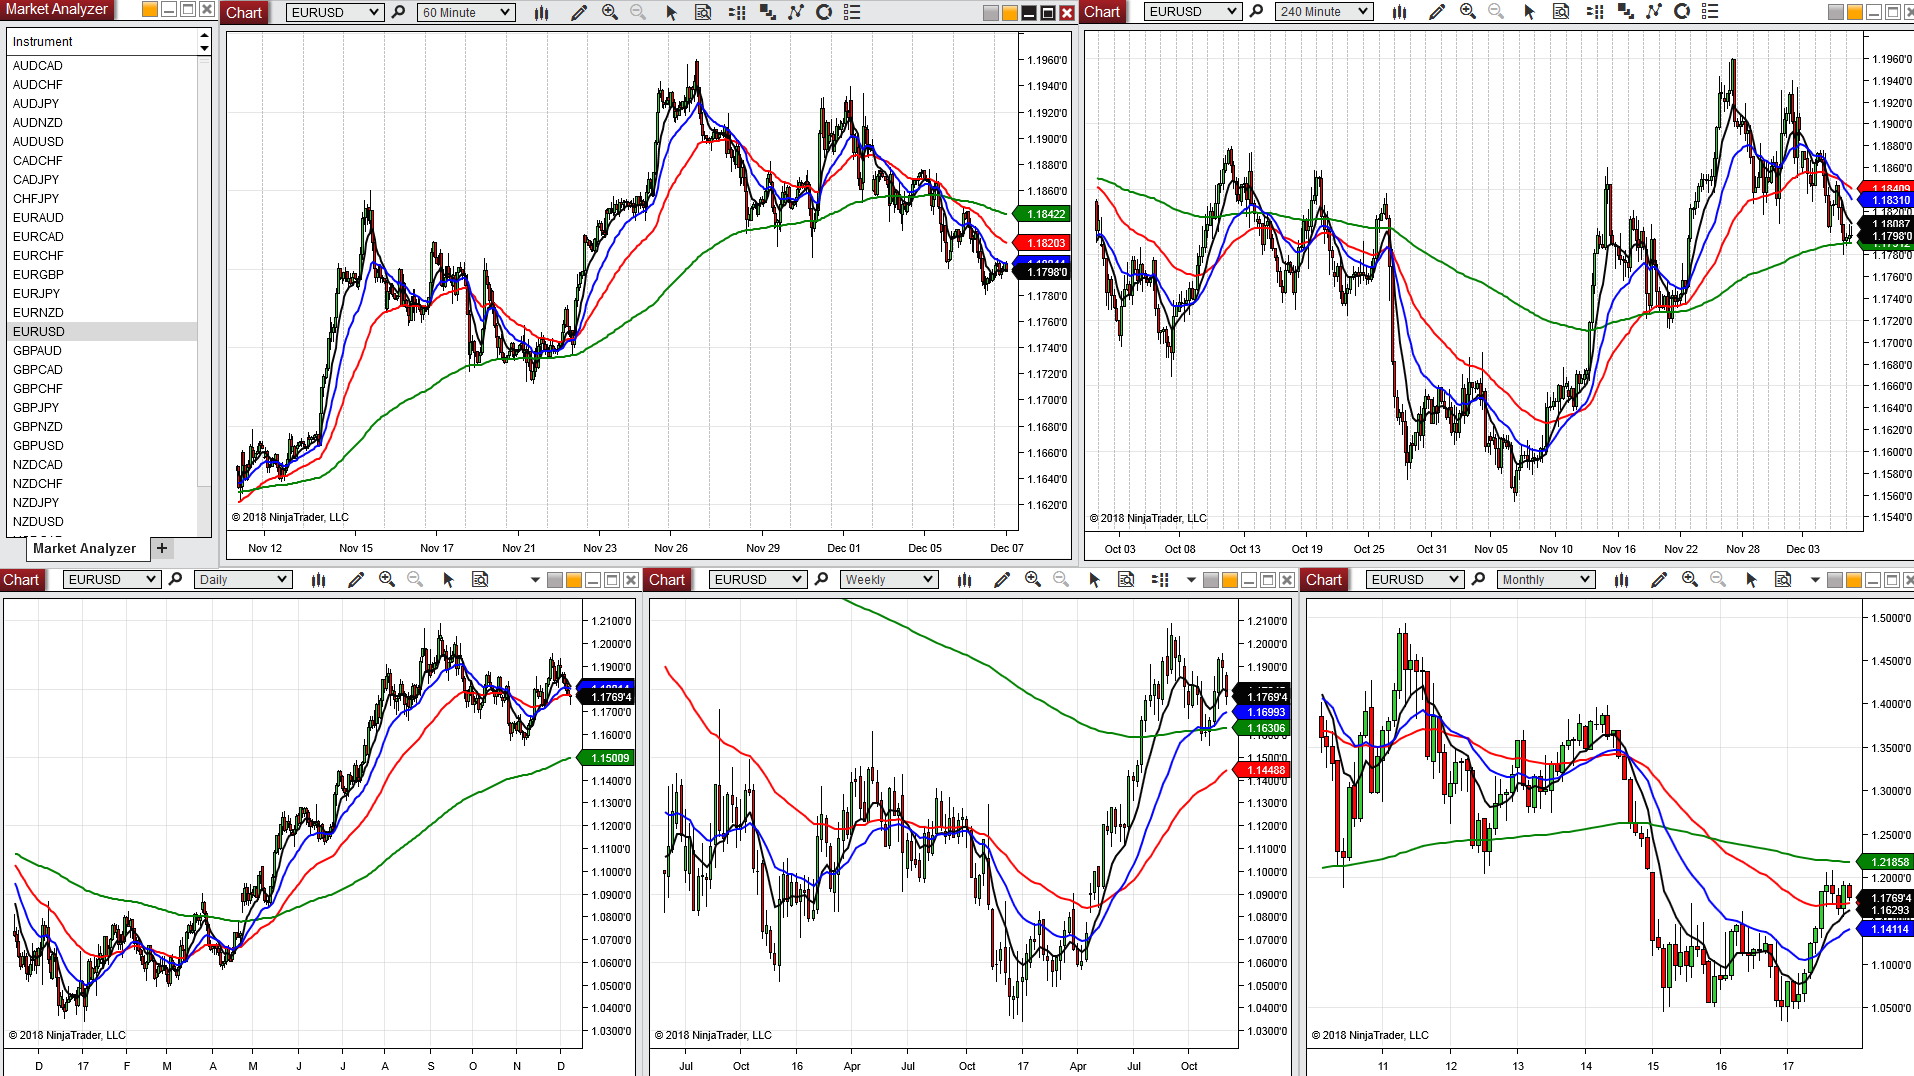 Market Analyzer
Instrument
AUDCAD
AUDCHF
AUDJPY
AUDNZD
AUDUSD
CADCHF
CADJPY
CHFJPY
EURAUD
EURCAD
EURCHF
EURGBP
EURJPY
EURNZD
EURUSD
GBPAUD
GBPCAD
GBPCHF
GBPJPY
GBPNZD
GBPUSD
NZDCAD
NZDCHF
NZDJPY
NZDUSD
Market Analyzer +
Chart EURUSD 60 Minute
1.1960'0
1.1940'0
1.1920'0
1.1900'0
1.1880'0
1.1860'0
1.18422
1.18203
1.1798'0
1.1780'0
1.1760'0
1.1740'0
1.1720'0
1.1700'0
1.1680'0
1.1660'0
1.1640'0
1.1620'0
© 2018 NinjaTrader, LLC
Nov 12 Nov 15 Nov 17 Nov 21 Nov 23 Nov 26 Nov 29 Dec 01 Dec 05 Dec 07
Chart EURUSD 240 Minute
1.1960'0
1.1940'0
1.1920'0
1.1900'0
1.1880'0
1.1860'0
1.18409
1.18310
1.18087
1.1798'0
1.1780'0
1.1760'0
1.1740'0
1.1720'0
1.1700'0
1.1680'0
1.1660'0
1.1640'0
1.1620'0
1.1600'0
1.1580'0
1.1560'0
1.1540'0
© 2018 NinjaTrader, LLC
Oct 03 Oct 08 Oct 13 Oct 19 Oct 25 Oct 31 Nov 05 Nov 10 Nov 16 Nov 22 Nov 28 Dec 03
Chart EURUSD Daily
1.2100'0
1.2000'0
1.1900'0
1.1769'4
1.1700'0
1.1600'0
1.15009
1.1400'0
1.1300'0
1.1200'0
1.1100'0
1.1000'0
1.0900'0
1.0800'0
1.0700'0
1.0600'0
1.0500'0
1.0400'0
1.0300'0
© 2018 NinjaTrader, LLC
D 17 F M A M J J A S O N D
Chart EURUSD Weekly
1.2100'0
1.2000'0
1.1900'0
1.1769'4
1.16993
1.16306
1.1500'0
1.14488
1.1400'0
1.1300'0
1.1200'0
1.1100'0
1.1000'0
1.0900'0
1.0800'0
1.0700'0
1.0600'0
1.0500'0
1.0400'0
1.0300'0
© 2018 NinjaTrader, LLC
Jul Oct 16 Apr Jul Oct 17 Apr Jul Oct
Chart EURUSD Monthly
1.5000'0
1.4500'0
1.4000'0
1.3500'0
1.3000'0
1.2500'0
1.21858
1.2000'0
1.1769'4
1.16293
1.14114
1.1000'0
1.0500'0
© 2018 NinjaTrader, LLC
11 12 13 14 15 16 17